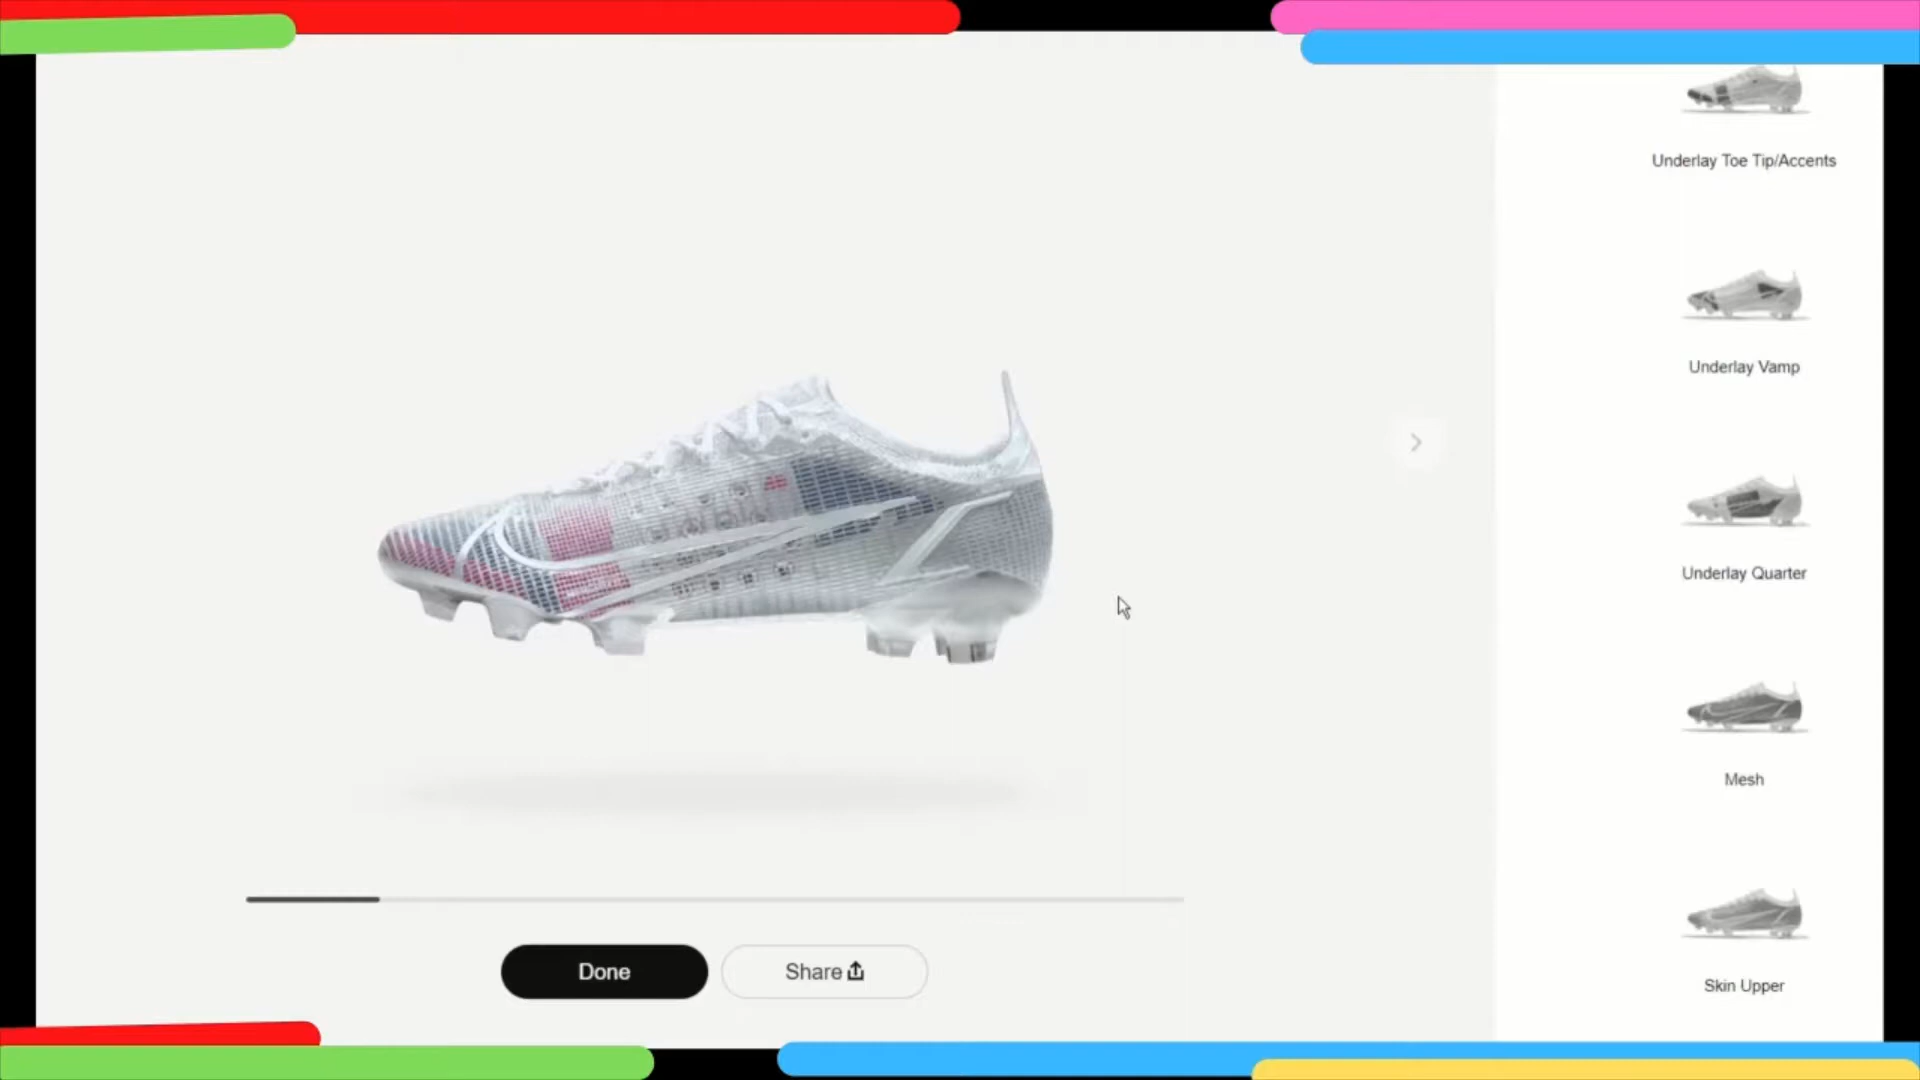 Underlay Toe Tip/Accents
Underlay Vamp
Underlay Quarter
Mesh
Skin Upper
Done
Share